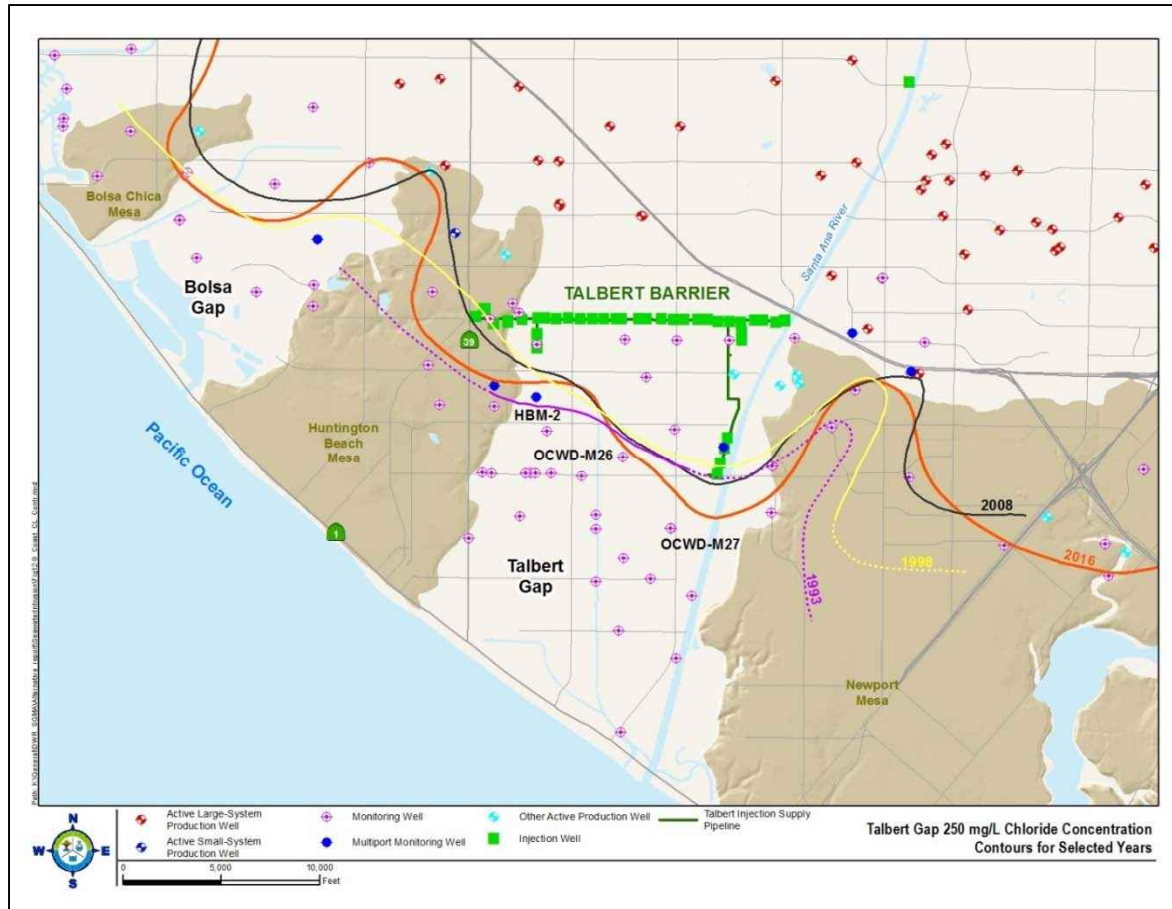 Bolsa Chica
Mesa
Bolsa
Gap
TALBERT BARRIER
Santa Ana River
39
HBM-2
Huntington
Beach
Mesa
OCWD-M26
Pacific Ocean
1
2008
OCWD-M27
2016
1998
Talbert
Gap
1993
Newport
Mesa
N
W
E
S
Active Large-System
Production Well
Active Small-System
Production Well
Monitoring Well
Multiport Monitoring Well
Other Active Production Well
Injection Well
Talbert Injection Supply
Pipeline
Talbert Gap 250 mg/L Chloride Concentration
Contours for Selected Years
0 5,000 10,000
Feet